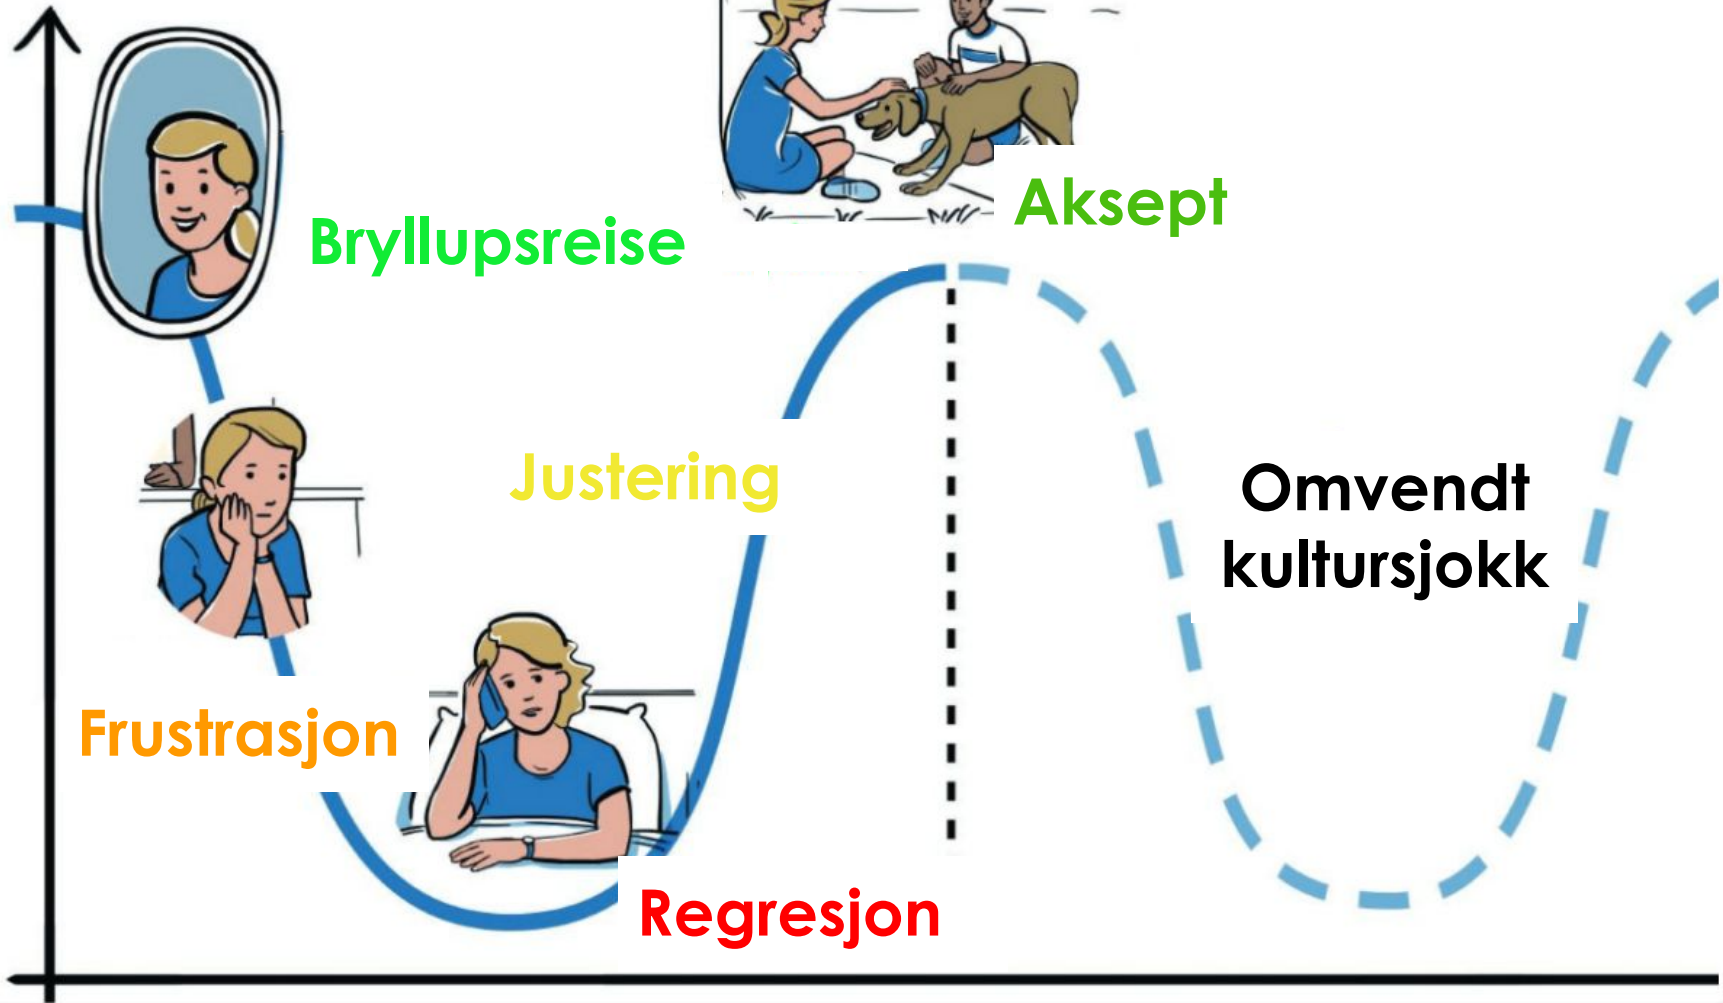 Bryllupsreise
Aksept
Justering
Omvendt
kultursjokk
Frustrasjon
Regresjon